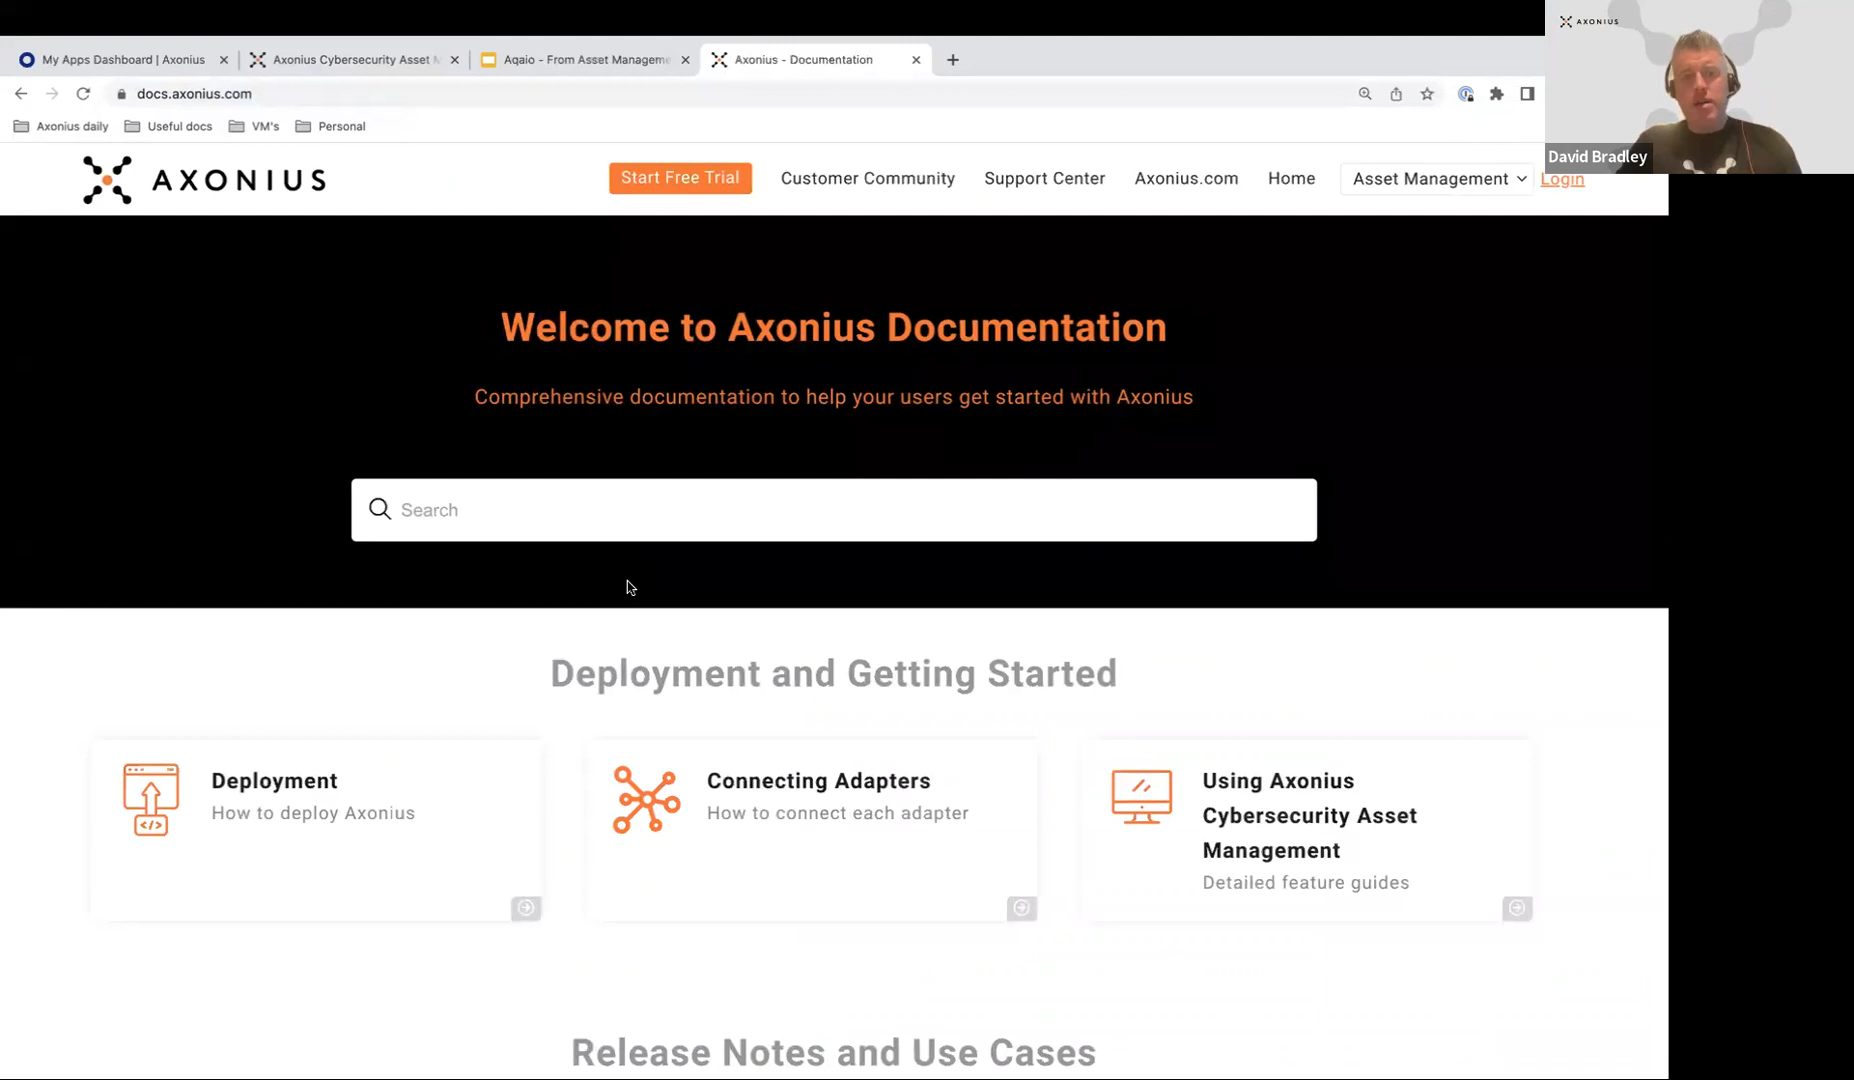 My Apps Dashboard | Axonius
Axonius Cybersecurity Asset M
Aqaio - From Asset Manageme
Axonius - Documentation
docs.axonius.com
Axonius daily
Useful docs
VM's
Personal
AXONIUS
David Bradley
AXONIUS
Start Free Trial
Customer Community
Support Center
Axonius.com
Home
Asset Management
Login
Welcome to Axonius Documentation
Comprehensive documentation to help your users get started with Axonius
Search
Deployment and Getting Started
Deployment
How to deploy Axonius
Connecting Adapters
How to connect each adapter
Using Axonius
Cybersecurity Asset
Management
Detailed feature guides
Release Notes and Use Cases